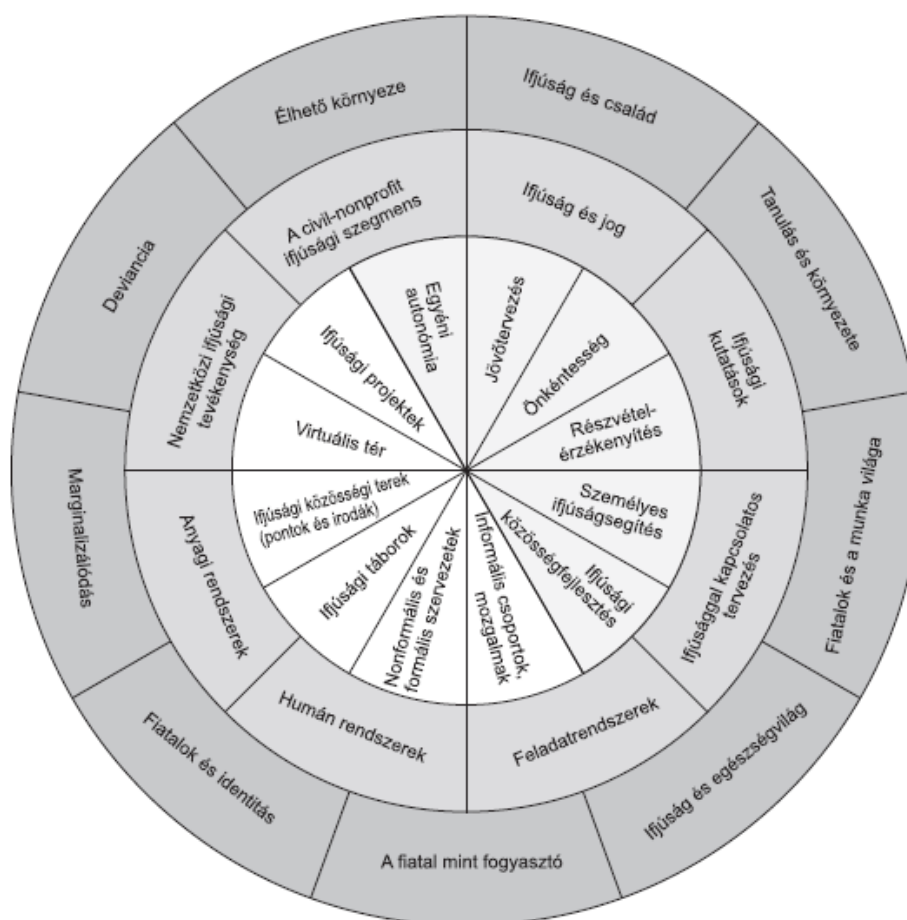 Ifjúság és család
Tanulás és környezete
Fiatalok és a munka világa
Ifjúság és egészségvilág
A fiatal mint fogyasztó
Fiatalok és identitás
Marginalizálódás
Deviancia
Élhető környeze
Ifjúság és jog
Ifjúsági
kutatások
Ifjúsággal kapcsolatos
tervezés
Feladatrendszerek
Humán rendszerek
Anyagi rendszerek
Nemzetközi ifjúsági
tevékenység
A civil-nonprofit
ifjúsági szegmens
Jövőtervezés
Önkéntesség
Részvétel-
érzékenyítés
Személyes
ifjúságsegítés
Ifjúsági
közösségfejlesztés
Informális csoportok,
mozgalmak
Nonformális és
formális szervezetek
Ifjúsági táborok
Ifjúsági közösségi terek
(pontok és irodák)
Virtuális tér
Ifjúsági projektek
Egyéni
autonómia